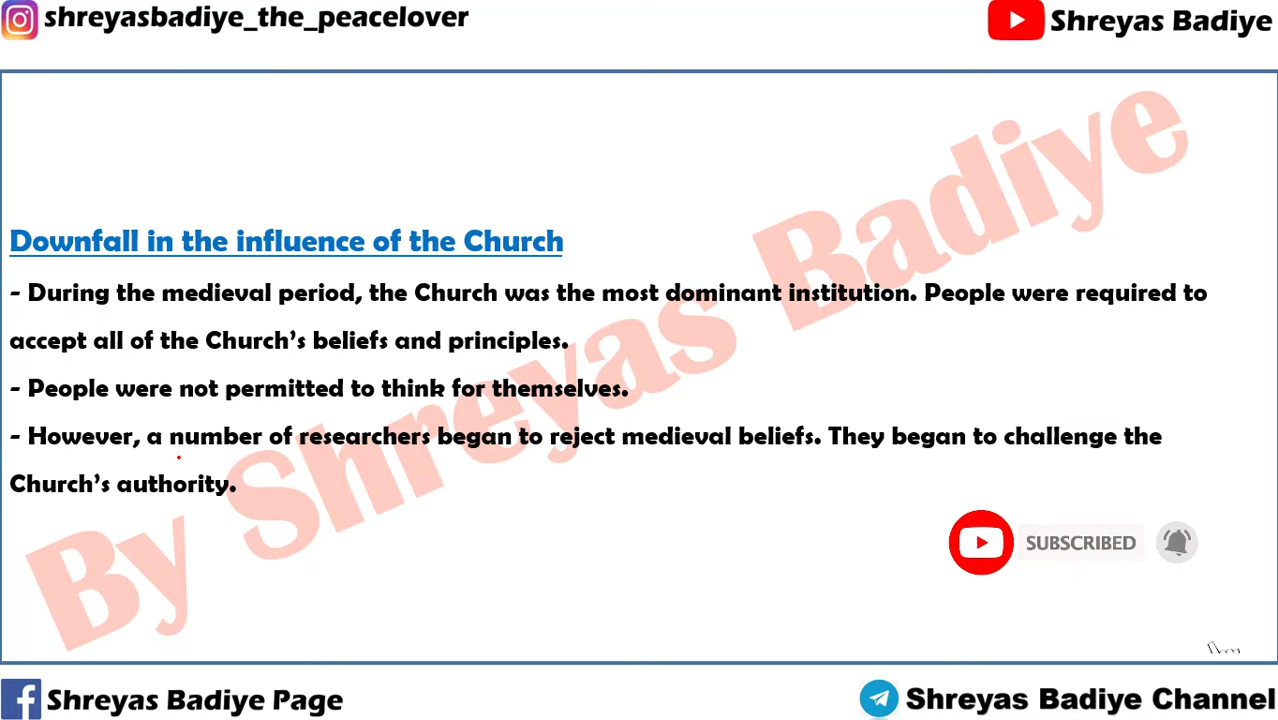 shreyasbadiye_the_peacelover
Shreyas Badiye
By Shreyas Badiye
Downfall in the influence of the Church
- During the medieval period, the Church was the most dominant institution. People were required to
accept all of the Church’s beliefs and principles.
- People were not permitted to think for themselves.
- However, a number of researchers began to reject medieval beliefs. They began to challenge the
Church’s authority.
SUBSCRIBED
Shreyas Badiye Page
Shreyas Badiye Channel